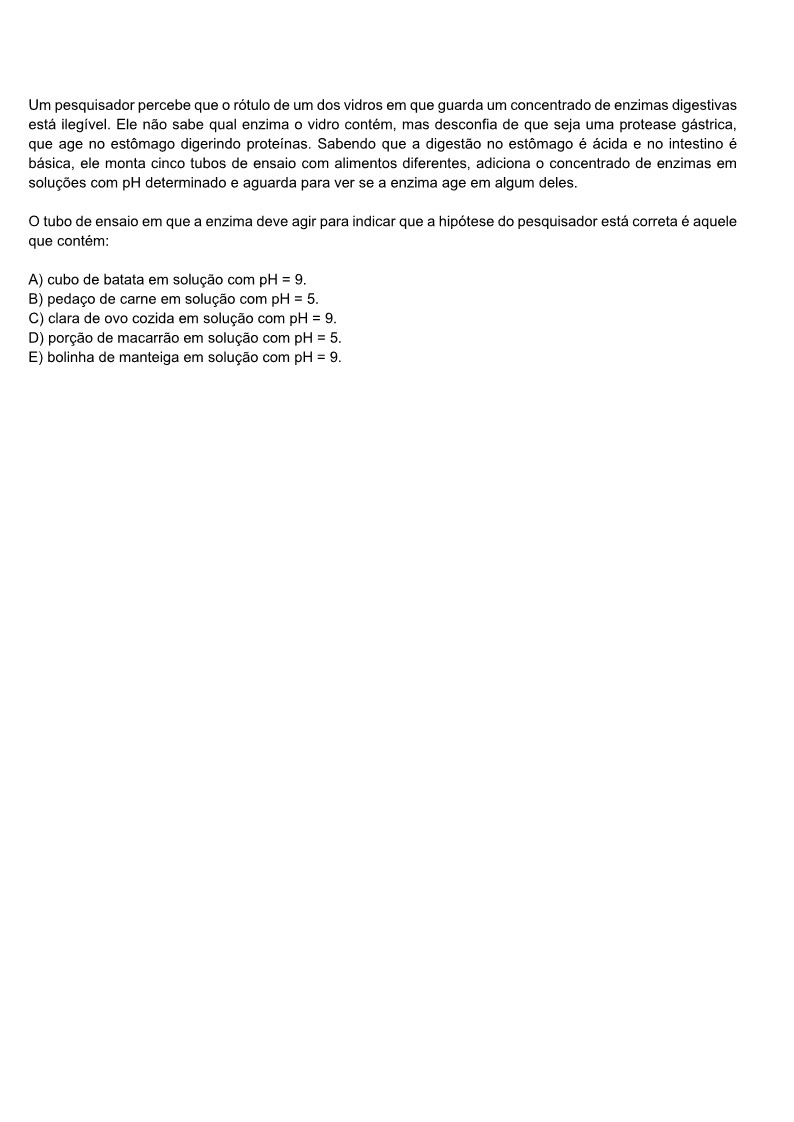 Um pesquisador percebe que o rótulo de um dos vidros em que guarda um concentrado de enzimas digestivas
está ilegível. Ele não sabe qual enzima o vidro contém, mas desconfia de que seja uma protease gástrica,
que age no estômago digerindo proteínas. Sabendo que a digestão no estômago é ácida e no intestino é
básica, ele monta cinco tubos de ensaio com alimentos diferentes, adiciona o concentrado de enzimas em
soluções com pH determinado e aguarda para ver se a enzima age em algum deles.
O tubo de ensaio em que a enzima deve agir para indicar que a hipótese do pesquisador está correta é aquele
que contém:
A) cubo de batata em solução com pH = 9.
B) pedaço de carne em solução com pH = 5.
C) clara de ovo cozida em solução com pH = 9.
D) porção de macarrão em solução com pH = 5.
E) bolinha de manteiga em solução com pH = 9.